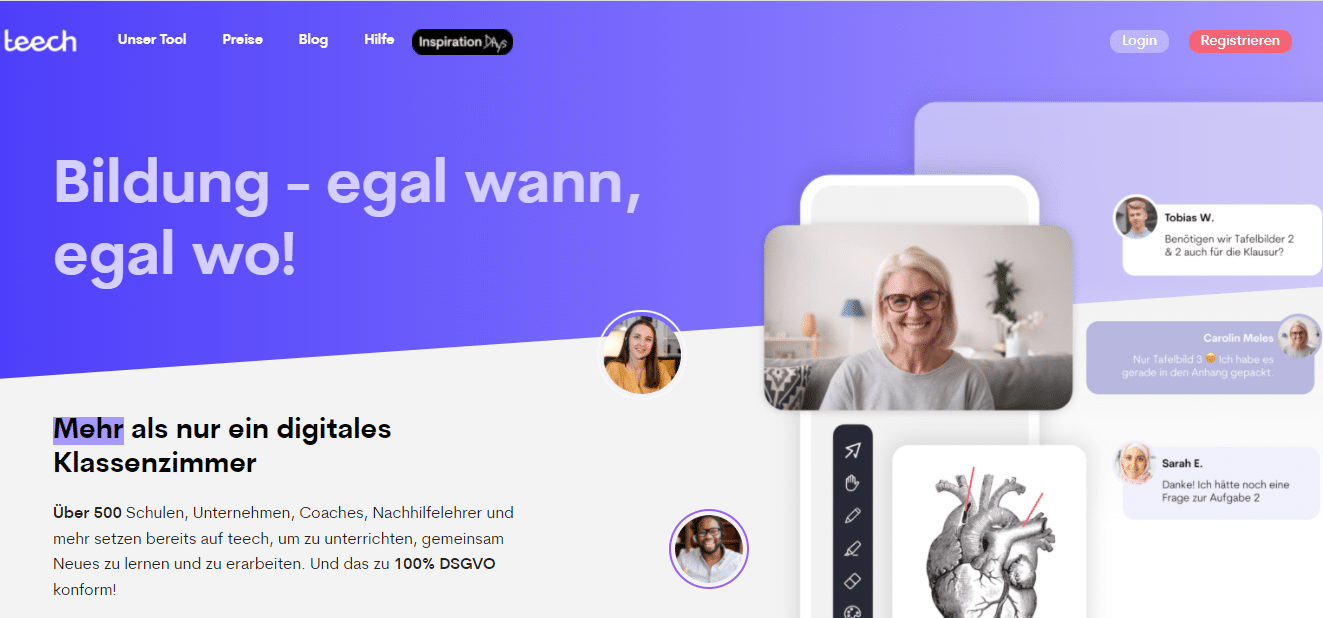 teech
Unser Tool
Preise
Blog
Hilfe
Inspiration DAys
Login
Registrieren
Bildung - egal wann,
egal wo!
Tobias W.
Benötigen wir Tafelbilder 2
& 2 auch für die Klausur?
Carolin Meles
Nur Tafelbild 3 😊 Ich habe es
gerade in den Anhang gepackt.
Sarah E.
Danke! Ich hätte noch eine
Frage zur Aufgabe 2
Mehr als nur ein digitales
Klassenzimmer
Über 500 Schulen, Unternehmen, Coaches, Nachhilfelehrer und
mehr setzen bereits auf teech, um zu unterrichten, gemeinsam
Neues zu lernen und zu erarbeiten. Und das zu 100% DSGVO
konform!